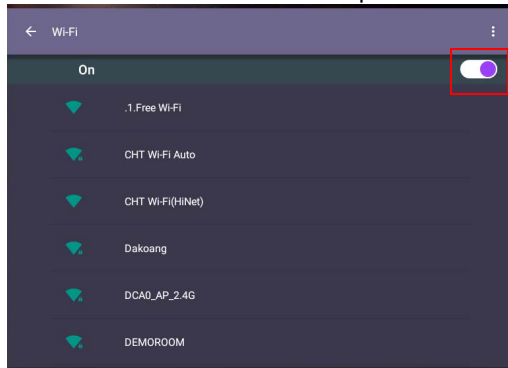 Wi-Fi
On
.1.Free Wi-Fi
CHT Wi-Fi Auto
CHT Wi-Fi(HiNet)
Dakoang
DCA0_AP_2.4G
DEMOROOM